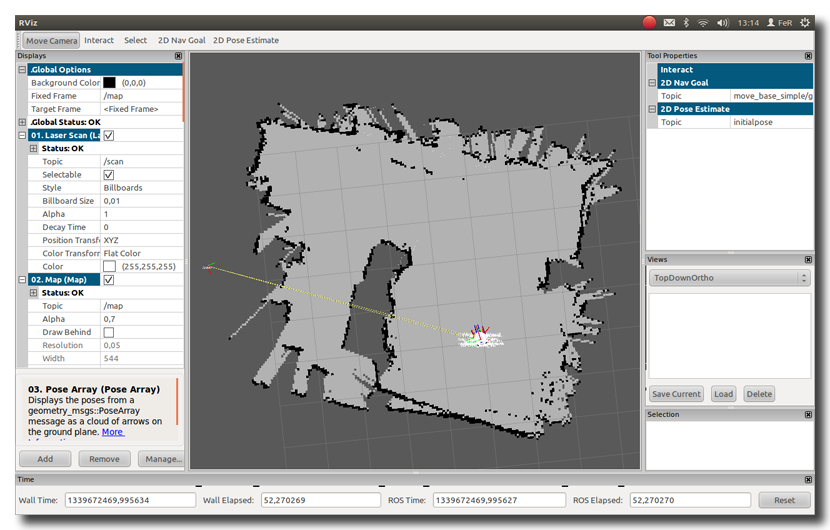 RViz
13:14 FeR
Move Camera Interact Select 2D Nav Goal 2D Pose Estimate
Displays
.Global Options
Background Color (0,0,0)
Fixed Frame /map
Target Frame <Fixed Frame>
.Global Status: OK
01. Laser Scan (L
Status: OK
Topic /scan
Selectable
Style Billboards
Billboard Size 0,01
Alpha 1
Decay Time 0
Position Transf XYZ
Color Transforn Flat Color
Color (255,255,255)
02. Map (Map)
Status: OK
Topic /map
Alpha 0,7
Draw Behind
Resolution 0,05
Width 544
03. Pose Array (Pose Array)
Displays the poses from a
geometry_msgs::PoseArray
message as a cloud of arrows on
the ground plane. More
Add Remove Manage...
Tool Properties
Interact
2D Nav Goal
Topic move_base_simple/g
2D Pose Estimate
Topic initialpose
Views
TopDownOrtho
Save Current Load Delete
Selection
Time
Wall Time: 1339672469,995634 Wall Elapsed: 52,270269 ROS Time: 1339672469,995627 ROS Elapsed: 52,270270 Reset